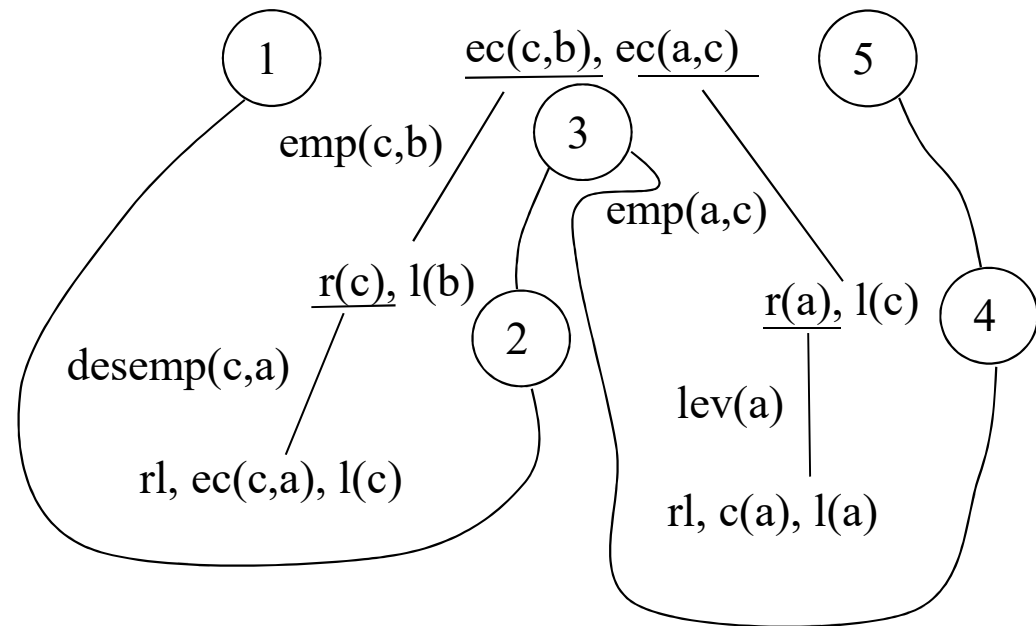 1
ec(c,b), ec(a,c)
5
3
emp(c,b)
emp(a,c)
r(c), l(b)
r(a), l(c)
4
2
desemp(c,a)
lev(a)
rl, ec(c,a), l(c)
rl, c(a), l(a)